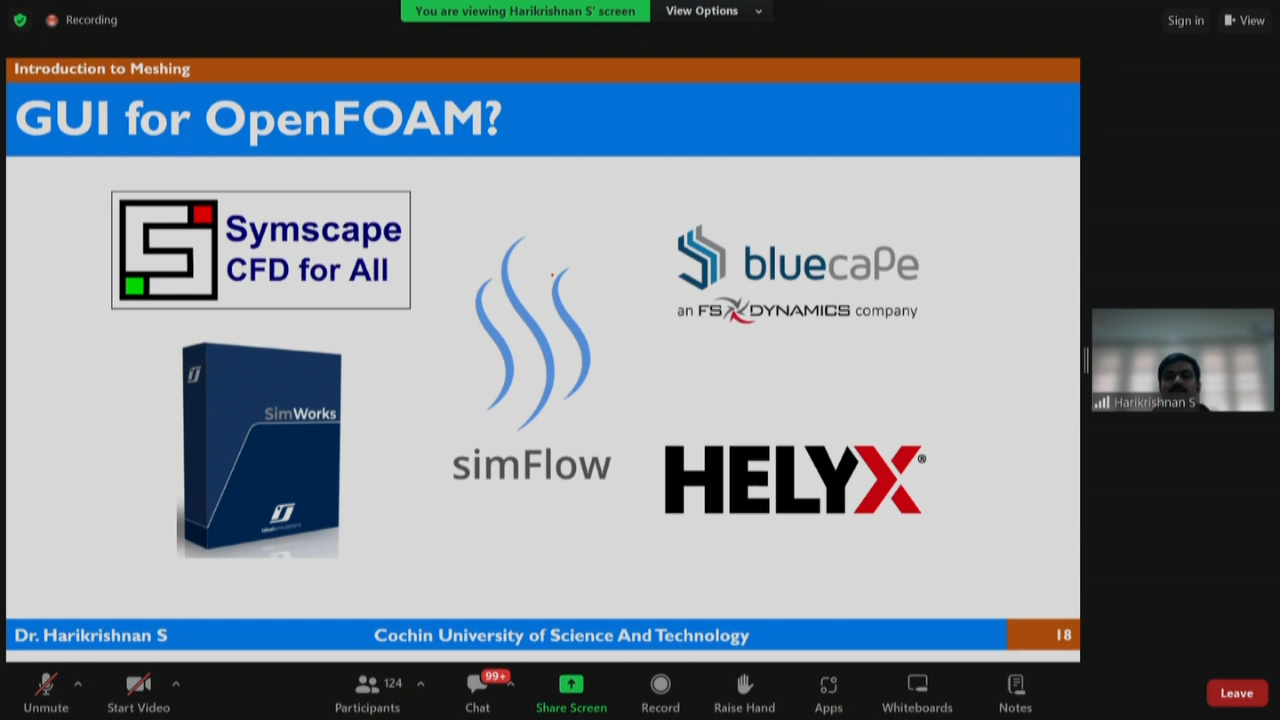 Recording
You are viewing Harikrishnan S' screen
View Options
Sign in
View
Introduction to Meshing
GUI for OpenFOAM?
Symscape
CFD for All
bluecaPe
an FS DYNAMICS company
SimWorks
simFlow
HELYX®
Harikrishnan S
Dr. Harikrishnan S
Cochin University of Science And Technology
18
99+
124
Unmute
Start Video
Participants
Chat
Share Screen
Record
Raise Hand
Apps
Whiteboards
Notes
Leave